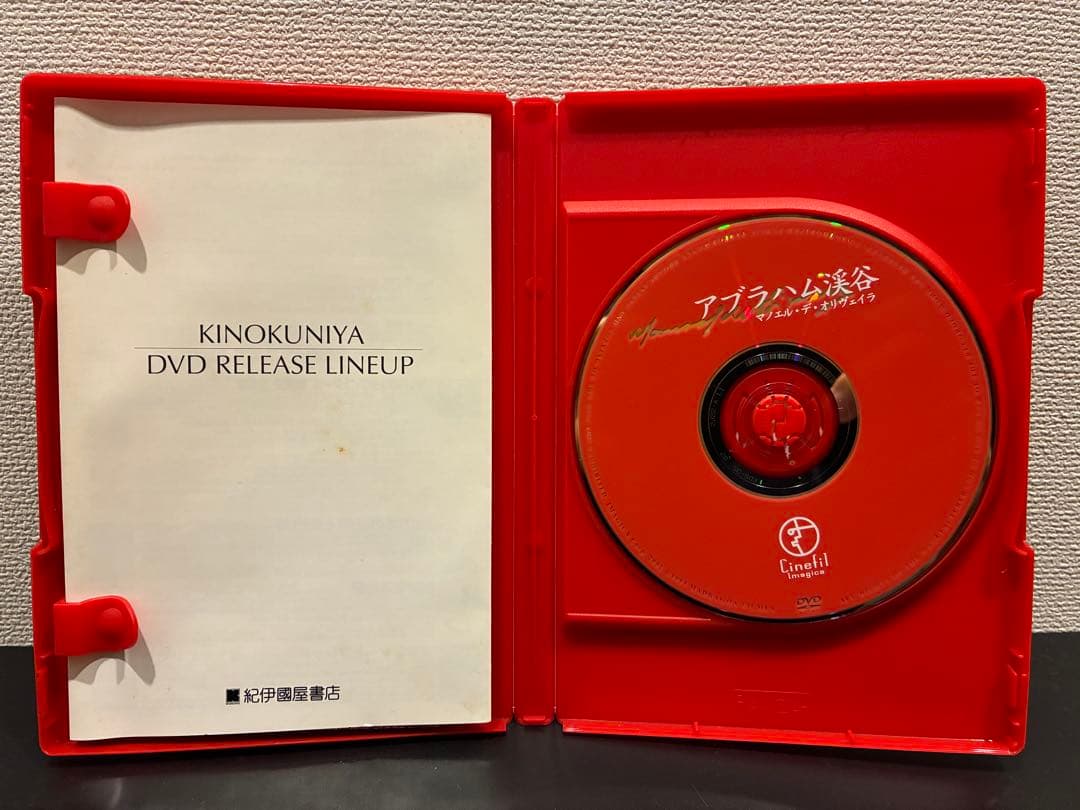 KINOKUNIYA
DVD RELEASE LINEUP
紀伊國屋書店
アブラハム渓谷
マノエル・デ・オリヴェイラ
Cinefil
Imagica
DVD